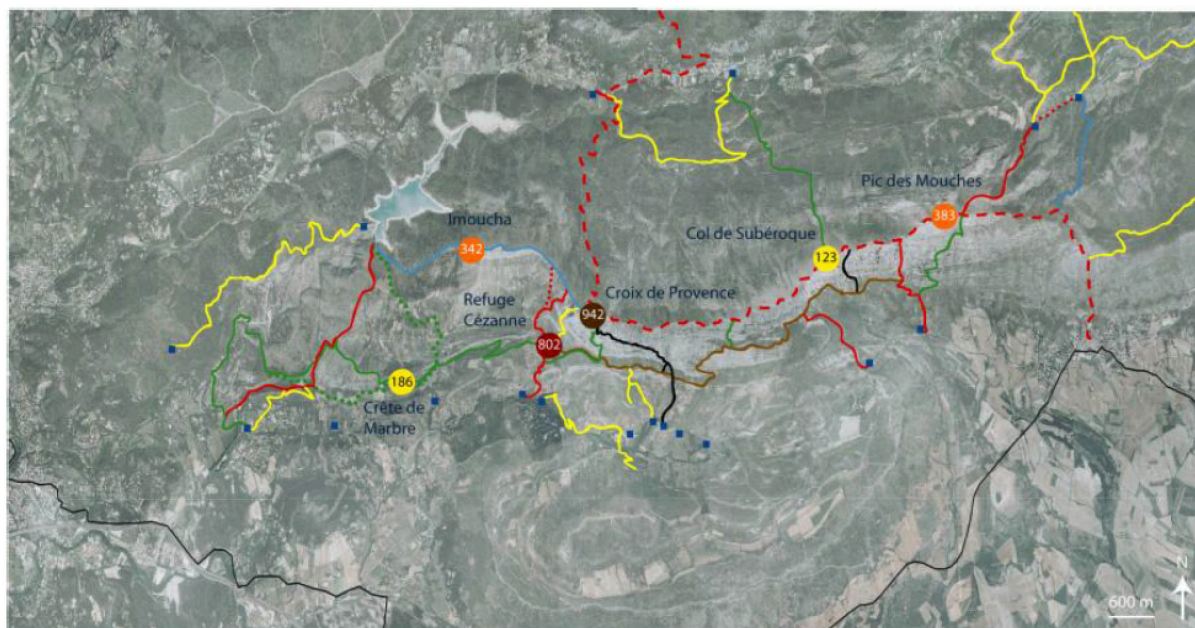 Pic des Mouches
383
Imoucha
342
Col de Subéroque
123
Croix de Provence
942
Refuge
Cézanne
802
186
Crête de
Marbre
N
600 m